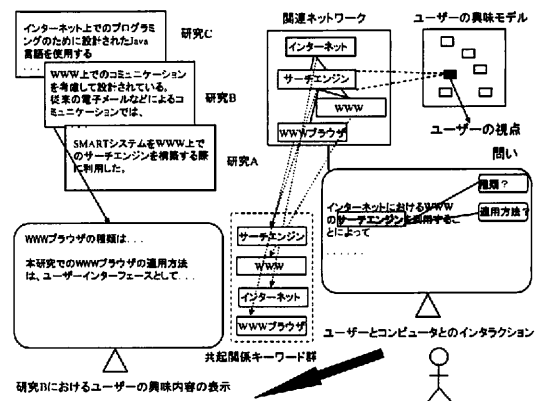 インターネット上でのプログラミ
ングのために設計されたJava
言語を使用する
......
研究C
WWW上でのコミュニケーション
を考慮して設計されている。
従来の電子メールなどによるコ
ミュニケーションでは、
研究B
SMARTシステムをWWW上で
のサーチエンジンを構築する際
に利用した。
研究A
関連ネットワーク
インターネット
サーチエンジン
WWW
WWWブラウザ
ユーザーの興味モデル
ユーザーの視点
問い
種類？
適用方法？
インターネットにおけるWWW
のサーチエンジンを利用するこ
とによって
......
WWWブラウザの種類は...
本研究でのWWWブラウザの適用方法
は、ユーザーインターフェースとして...
サーチエンジン
WWW
インターネット
WWWブラウザ
共起関係キーワード群
ユーザーとコンピュータとのインタラクション
研究Bにおけるユーザーの興味内容の表示